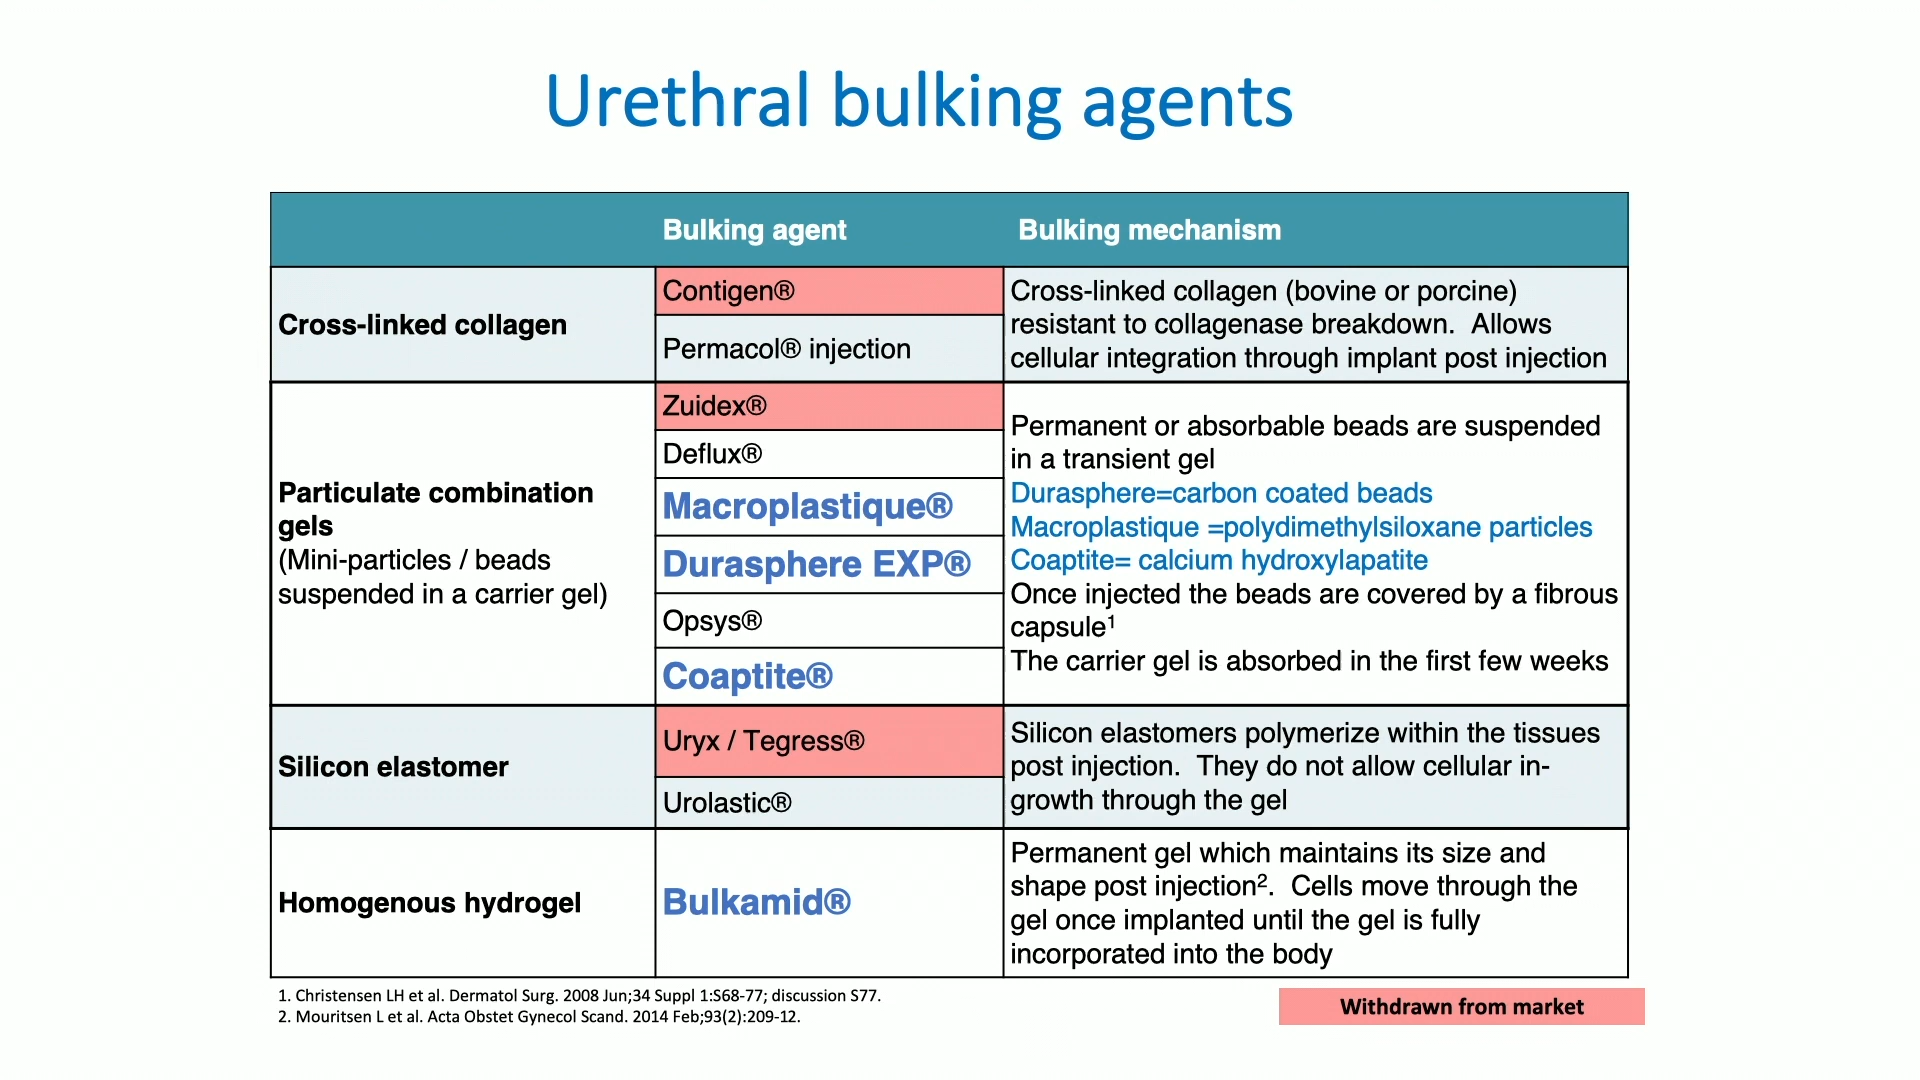 Urethral bulking agents
Bulking agent
Bulking mechanism
Cross-linked collagen
Contigen®
Permacol® injection
Cross-linked collagen (bovine or porcine)
resistant to collagenase breakdown.  Allows
cellular integration through implant post injection
Particulate combination
gels
(Mini-particles / beads
suspended in a carrier gel)
Zuidex®
Deflux®
Macroplastique®
Durasphere EXP®
Opsys®
Coaptite®
Permanent or absorbable beads are suspended
in a transient gel
Durasphere=carbon coated beads
Macroplastique =polydimethylsiloxane particles
Coaptite= calcium hydroxylapatite
Once injected the beads are covered by a fibrous
capsule¹
The carrier gel is absorbed in the first few weeks
Silicon elastomer
Uryx / Tegress®
Urolastic®
Silicon elastomers polymerize within the tissues
post injection.  They do not allow cellular in-
growth through the gel
Homogenous hydrogel
Bulkamid®
Permanent gel which maintains its size and
shape post injection².  Cells move through the
gel once implanted until the gel is fully
incorporated into the body
1. Christensen LH et al. Dermatol Surg. 2008 Jun;34 Suppl 1:S68-77; discussion S77.
2. Mouritsen L et al. Acta Obstet Gynecol Scand. 2014 Feb;93(2):209-12.
Withdrawn from market